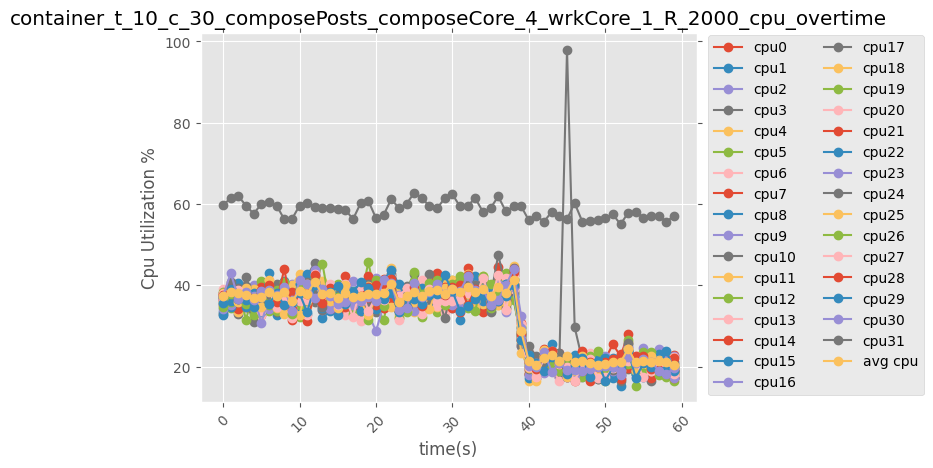 container_t_10_c_30_composePosts_composeCore_4_wrkCore_1_R_2000_cpu_overtime
100
80
60
40
20
Cpu Utilization %
0
10
20
30
40
50
60
time(s)
cpu0
cpu1
cpu2
cpu3
cpu4
cpu5
cpu6
cpu7
cpu8
cpu9
cpu10
cpu11
cpu12
cpu13
cpu14
cpu15
cpu16
cpu17
cpu18
cpu19
cpu20
cpu21
cpu22
cpu23
cpu24
cpu25
cpu26
cpu27
cpu28
cpu29
cpu30
cpu31
avg cpu